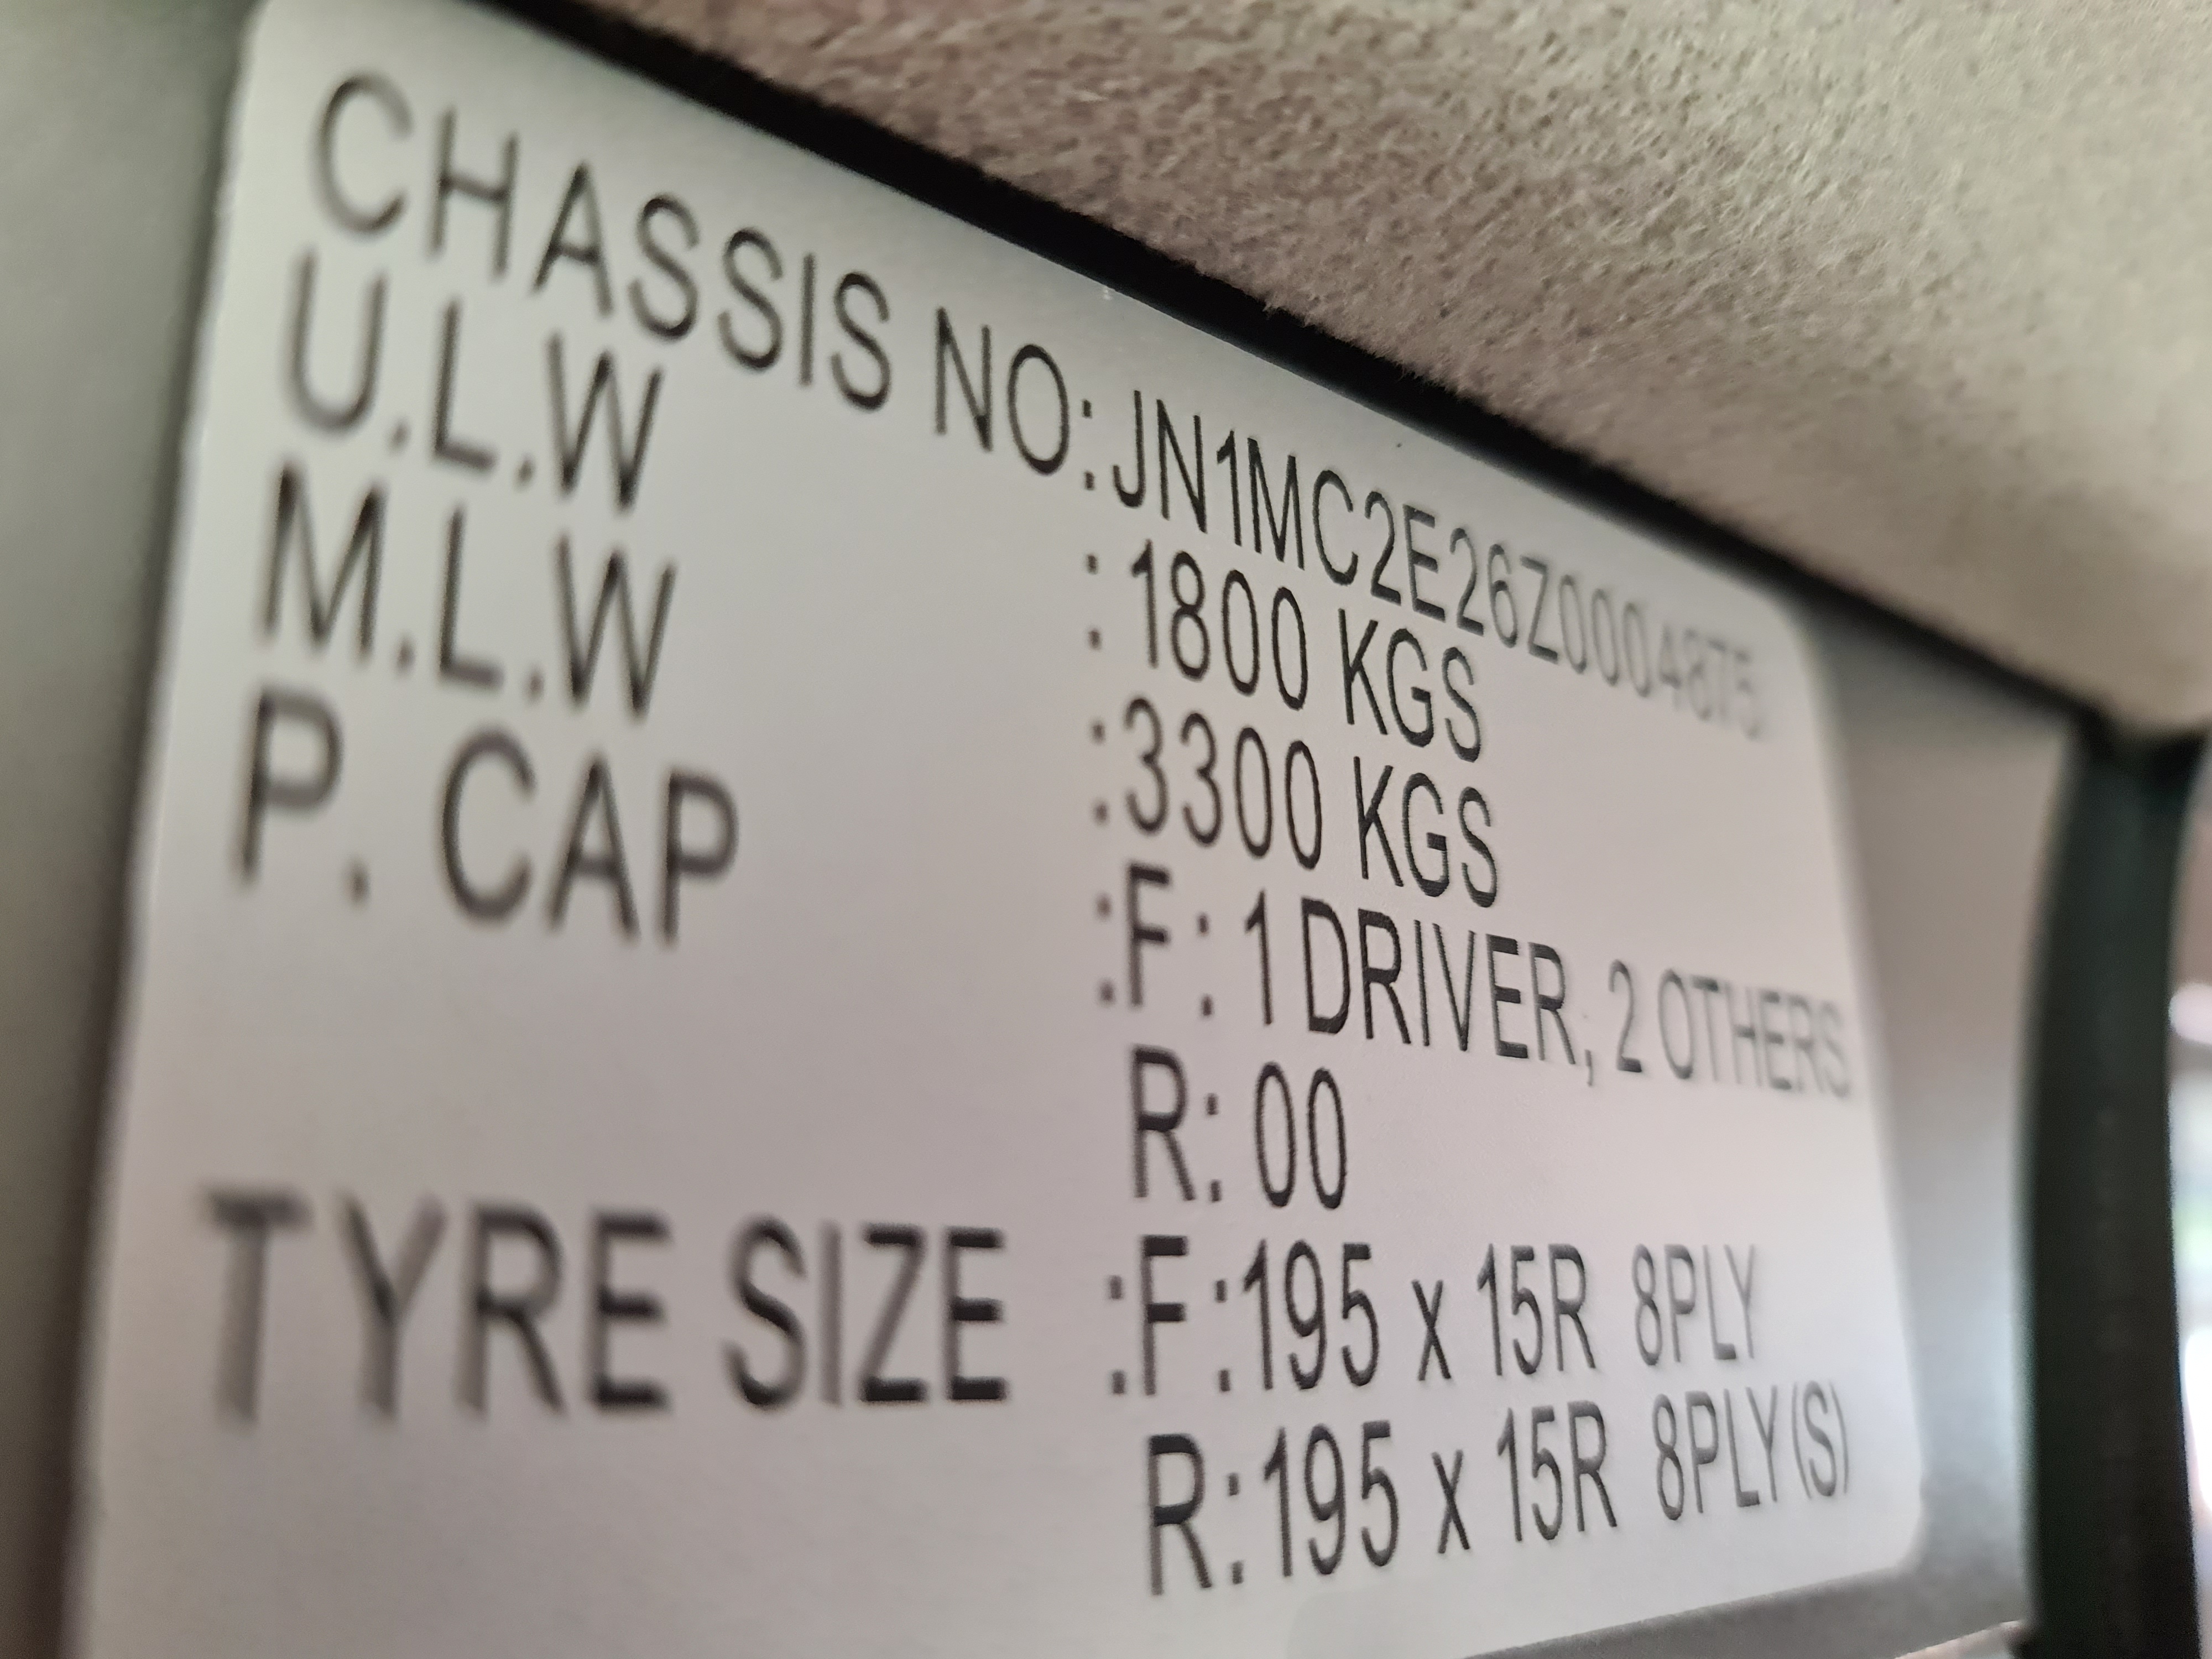 CHASSIS NO:JN1MC2E26Z0004875
U.L.W : 1800 KGS
M.L.W :3300 KGS
P. CAP :F: 1 DRIVER, 2 OTHERS
R: 00
TYRE SIZE :F:195 x 15R 8PLY
R:195 x 15R 8PLY(S)